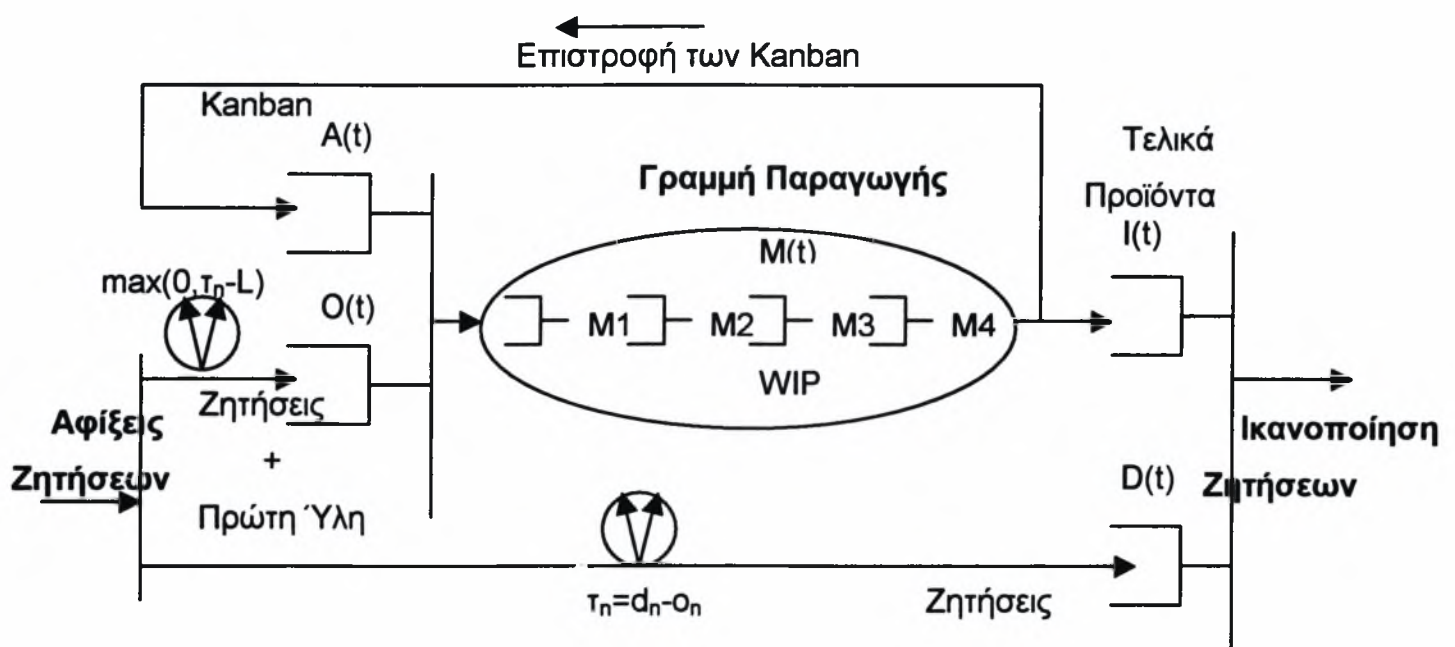 Επιστροφή των Kanban
Kanban
A(t)
Τελικά
Προϊόντα
I(t)
Γραμμή Παραγωγής
M(t)
max(0,τn-L)
O(t)
M1 M2 M3 M4
WIP
Ζητήσεις
+
Πρώτη Ύλη
Αφίξεις
Ζητήσεων
Ικανοποίηση
Ζητήσεων
D(t)
τn=dn-on
Ζητήσεις